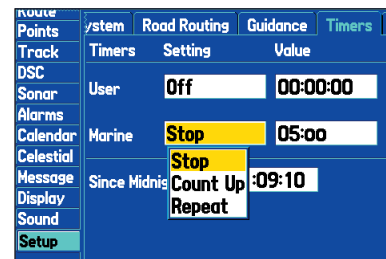 Route
Points
Track
DSC
Sonar
Alarms
Calendar
Celestial
Message
Display
Sound
Setup
ystem Road Routing Guidance Timers
Timers Setting Value
User Off 00:00:00
Marine Stop 05:00
Stop
Count Up
Repeat
Since Midnig :09:10